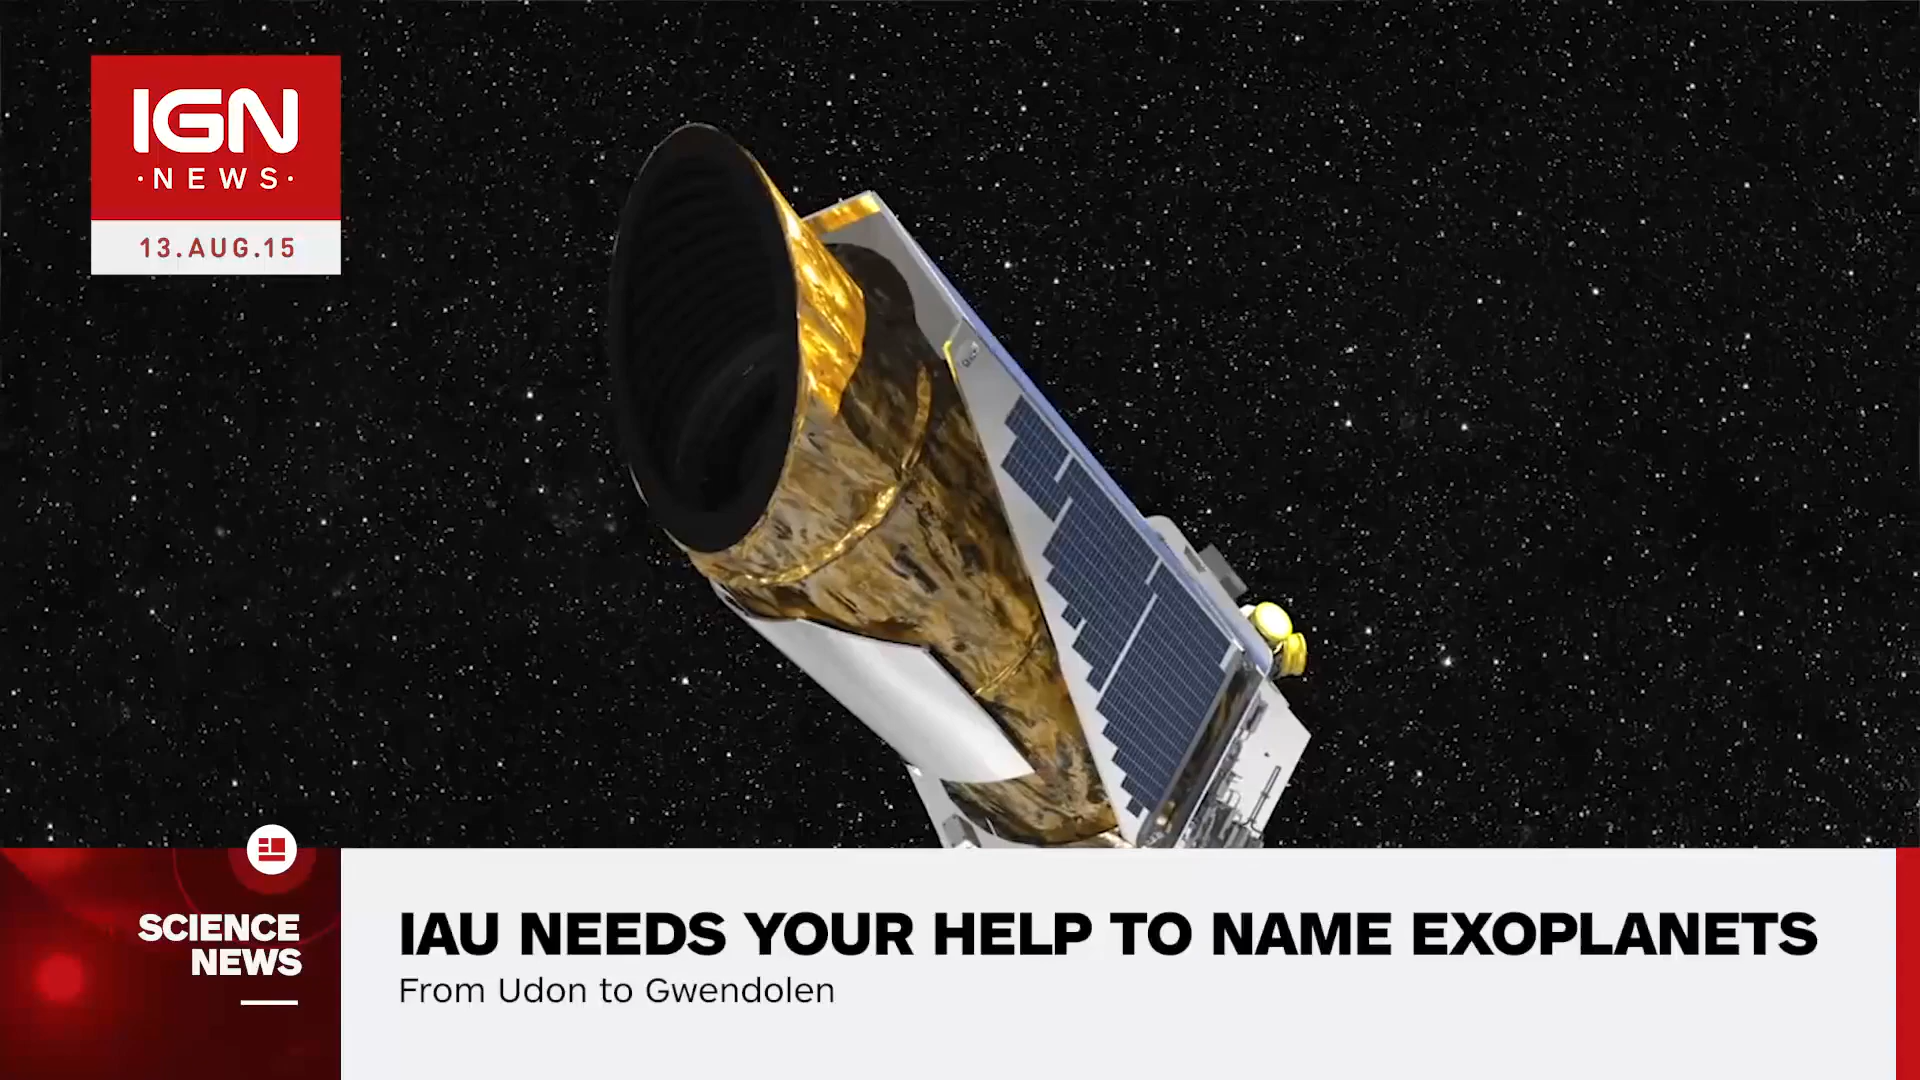 IGN
·NEWS·
13.AUG.15
SCIENCE
NEWS
IAU NEEDS YOUR HELP TO NAME EXOPLANETS
From Udon to Gwendolen